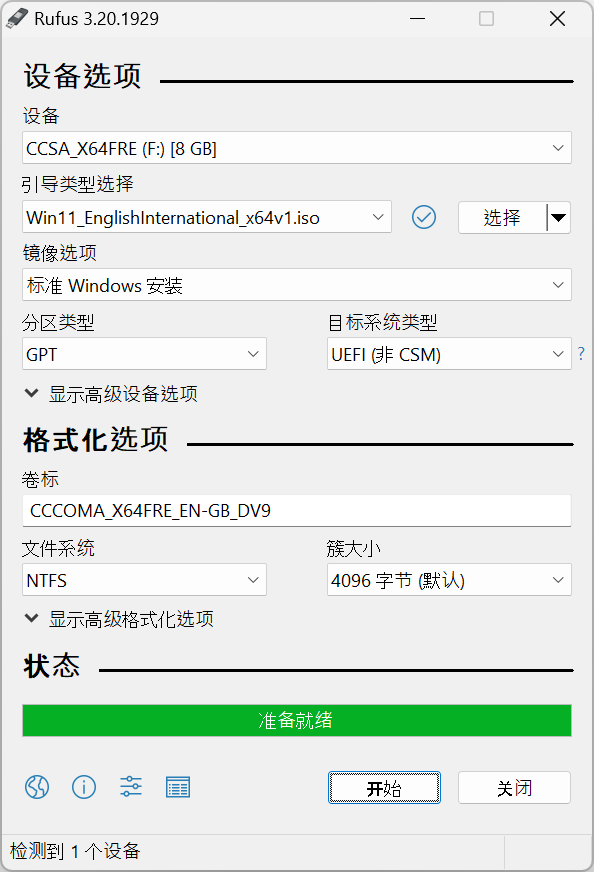 Rufus 3.20.1929
设备选项
设备
CCSA_X64FRE (F:) [8 GB]
引导类型选择
Win11_EnglishInternational_x64v1.iso
选择
镜像选项
标准 Windows 安装
分区类型 目标系统类型
GPT UEFI (非 CSM) ?
显示高级设备选项
格式化选项
卷标
CCCOMA_X64FRE_EN-GB_DV9
文件系统 簇大小
NTFS 4096 字节 (默认)
显示高级格式化选项
状态
准备就绪
开始 关闭
检测到 1 个设备